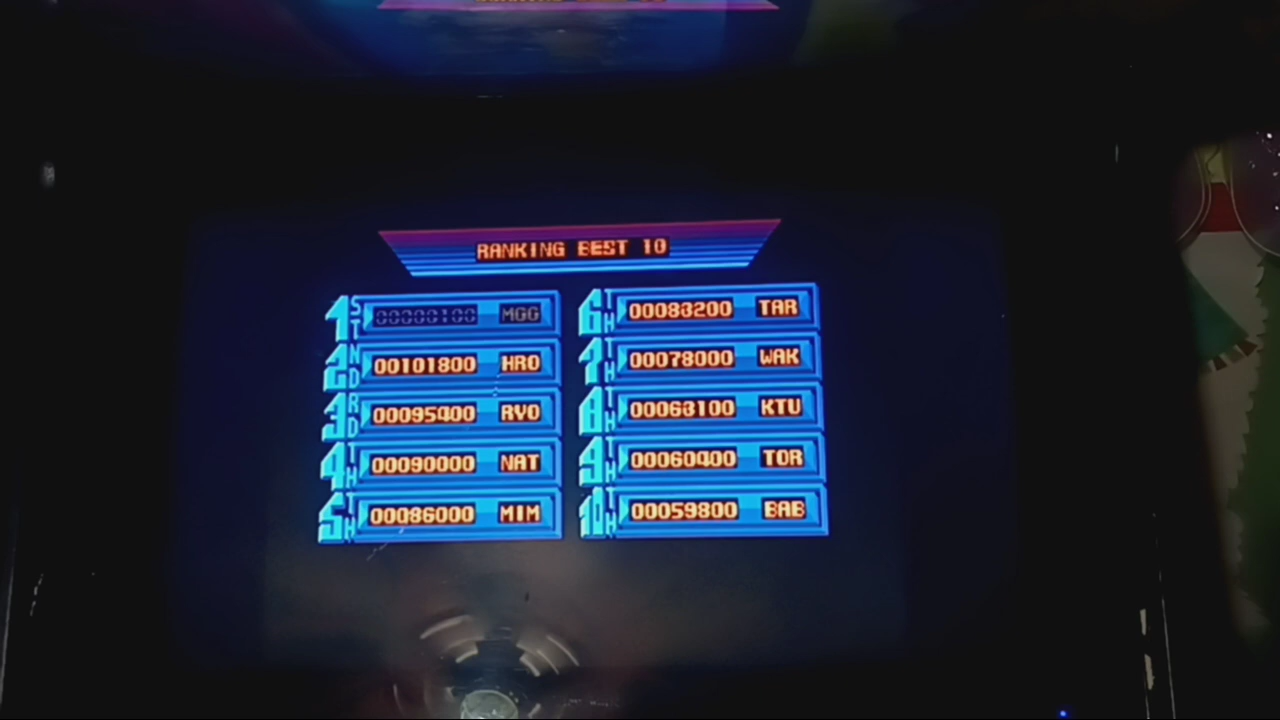 RANKING BEST 10
1ST 00000100 MGG
2ND 00101800 HRO
3RD 00095400 RYO
4TH 00090000 NAT
5TH 00086000 MIM
6TH 00083200 TAR
7TH 00078000 WAK
8TH 00063100 KTU
9TH 00060400 TOR
10TH 00059800 BAB